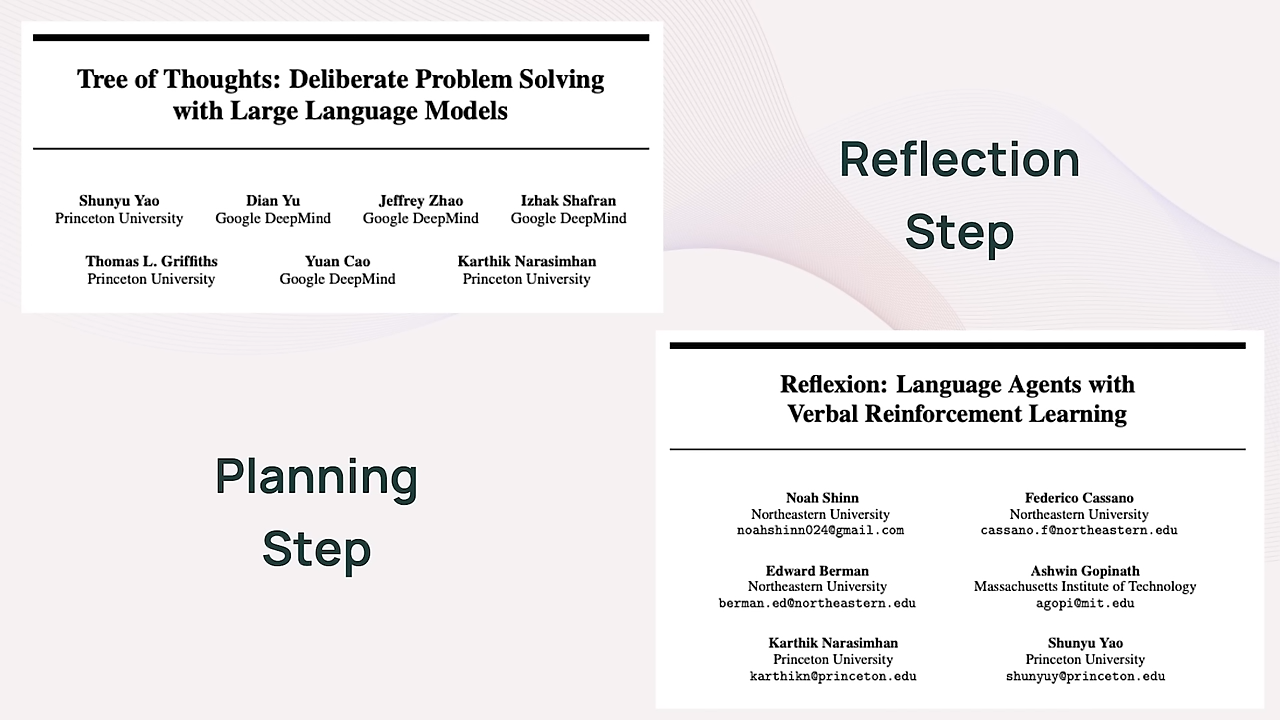 Tree of Thoughts: Deliberate Problem Solving
with Large Language Models
Shunyu Yao Dian Yu Jeffrey Zhao Izhak Shafran
Princeton University Google DeepMind Google DeepMind Google DeepMind
Thomas L. Griffiths Yuan Cao Karthik Narasimhan
Princeton University Google DeepMind Princeton University
Reflection
Step
Planning
Step
Reflexion: Language Agents with
Verbal Reinforcement Learning
Noah Shinn Federico Cassano
Northeastern University Northeastern University
noahshinn024@gmail.com cassano.f@northeastern.edu
Edward Berman Ashwin Gopinath
Northeastern University Massachusetts Institute of Technology
berman.ed@northeastern.edu agopi@mit.edu
Karthik Narasimhan Shunyu Yao
Princeton University Princeton University
karthikn@princeton.edu shunyuy@princeton.edu